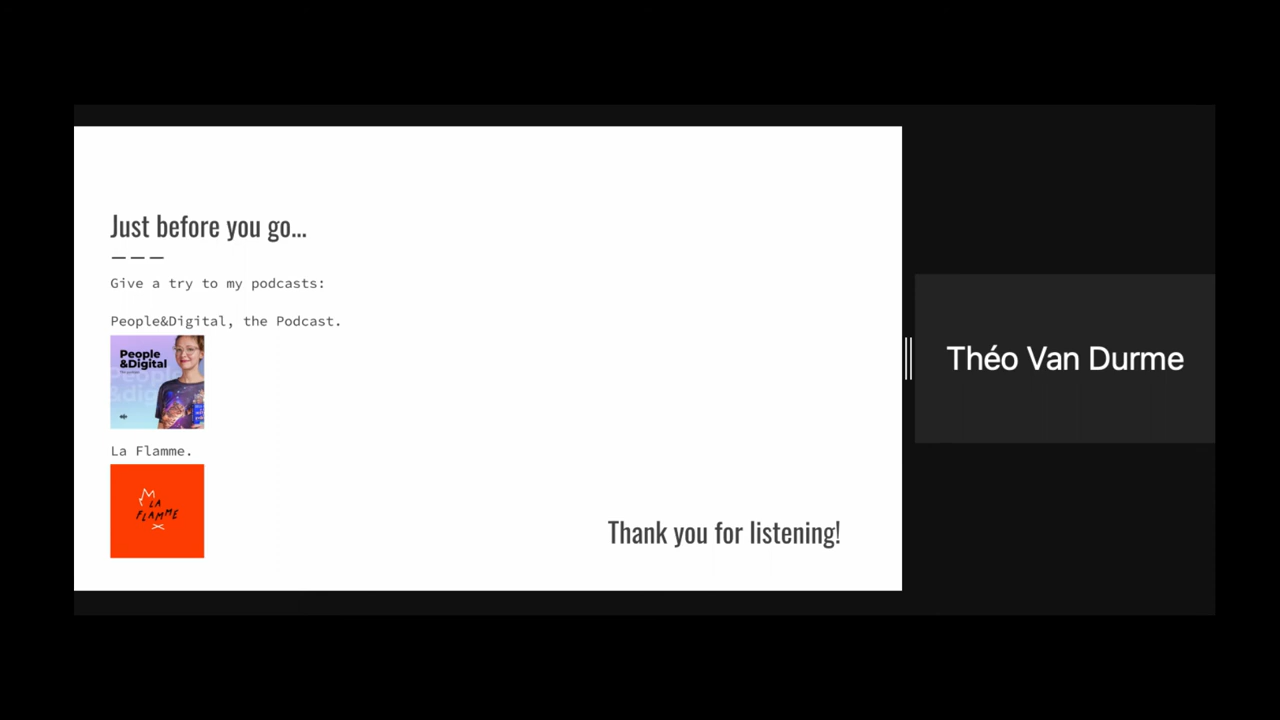 Just before you go...
Give a try to my podcasts:
People&Digital, the Podcast.
People
&Digital
La Flamme.
LA
FLAMME
Thank you for listening!
Théo Van Durme